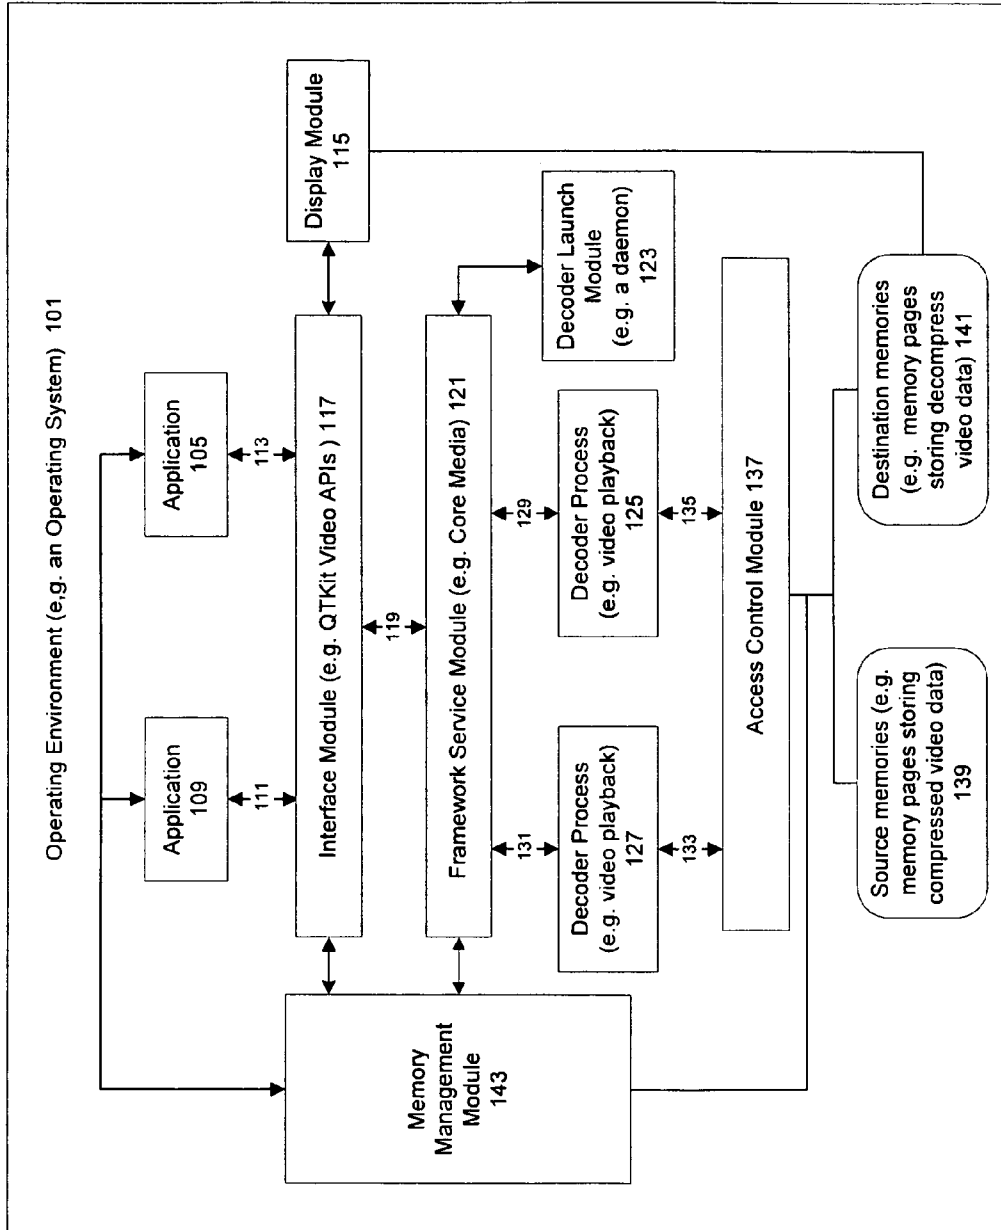 Operating Environment (e,g. an Operating System) 101
Application
109
Application
105
111
113
Interface Module (e.g. QTKit Video APIs ) 117
Display Module
115
119
Framework Service Module (e.g. Core Media) 121
Memory
Management
Module
143
131
129
Decoder Process
(e.g. video playback)
127
Decoder Process
(e.g. video playback)
125
Decoder Launch
Module
(e.g. a daemon)
123
133
135
Access Control Module 137
Source memories (e.g.
memory pages storing
compressed video data)
139
Destination memories
(e.g. memory pages
storing decompress
video data) 141